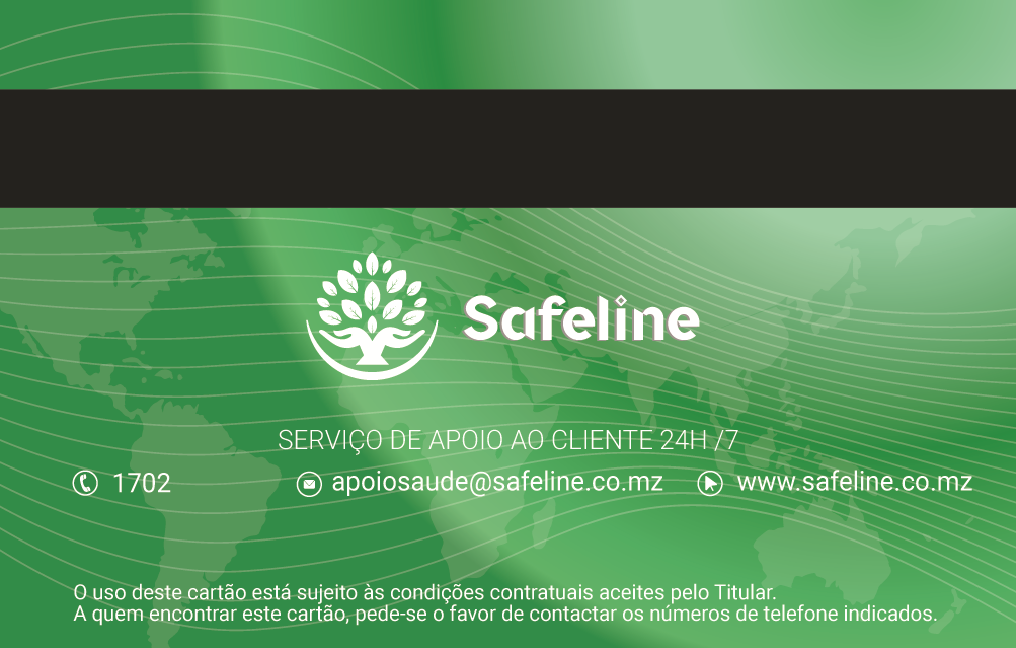 Safeline
SERVIÇO DE APOIO AO CLIENTE 24H /7
1702 apoiosaude@safeline.co.mz www.safeline.co.mz
O uso deste cartão está sujeito às condições contratuais aceites pelo Titular.
A quem encontrar este cartão, pede-se o favor de contactar os números de telefone indicados.